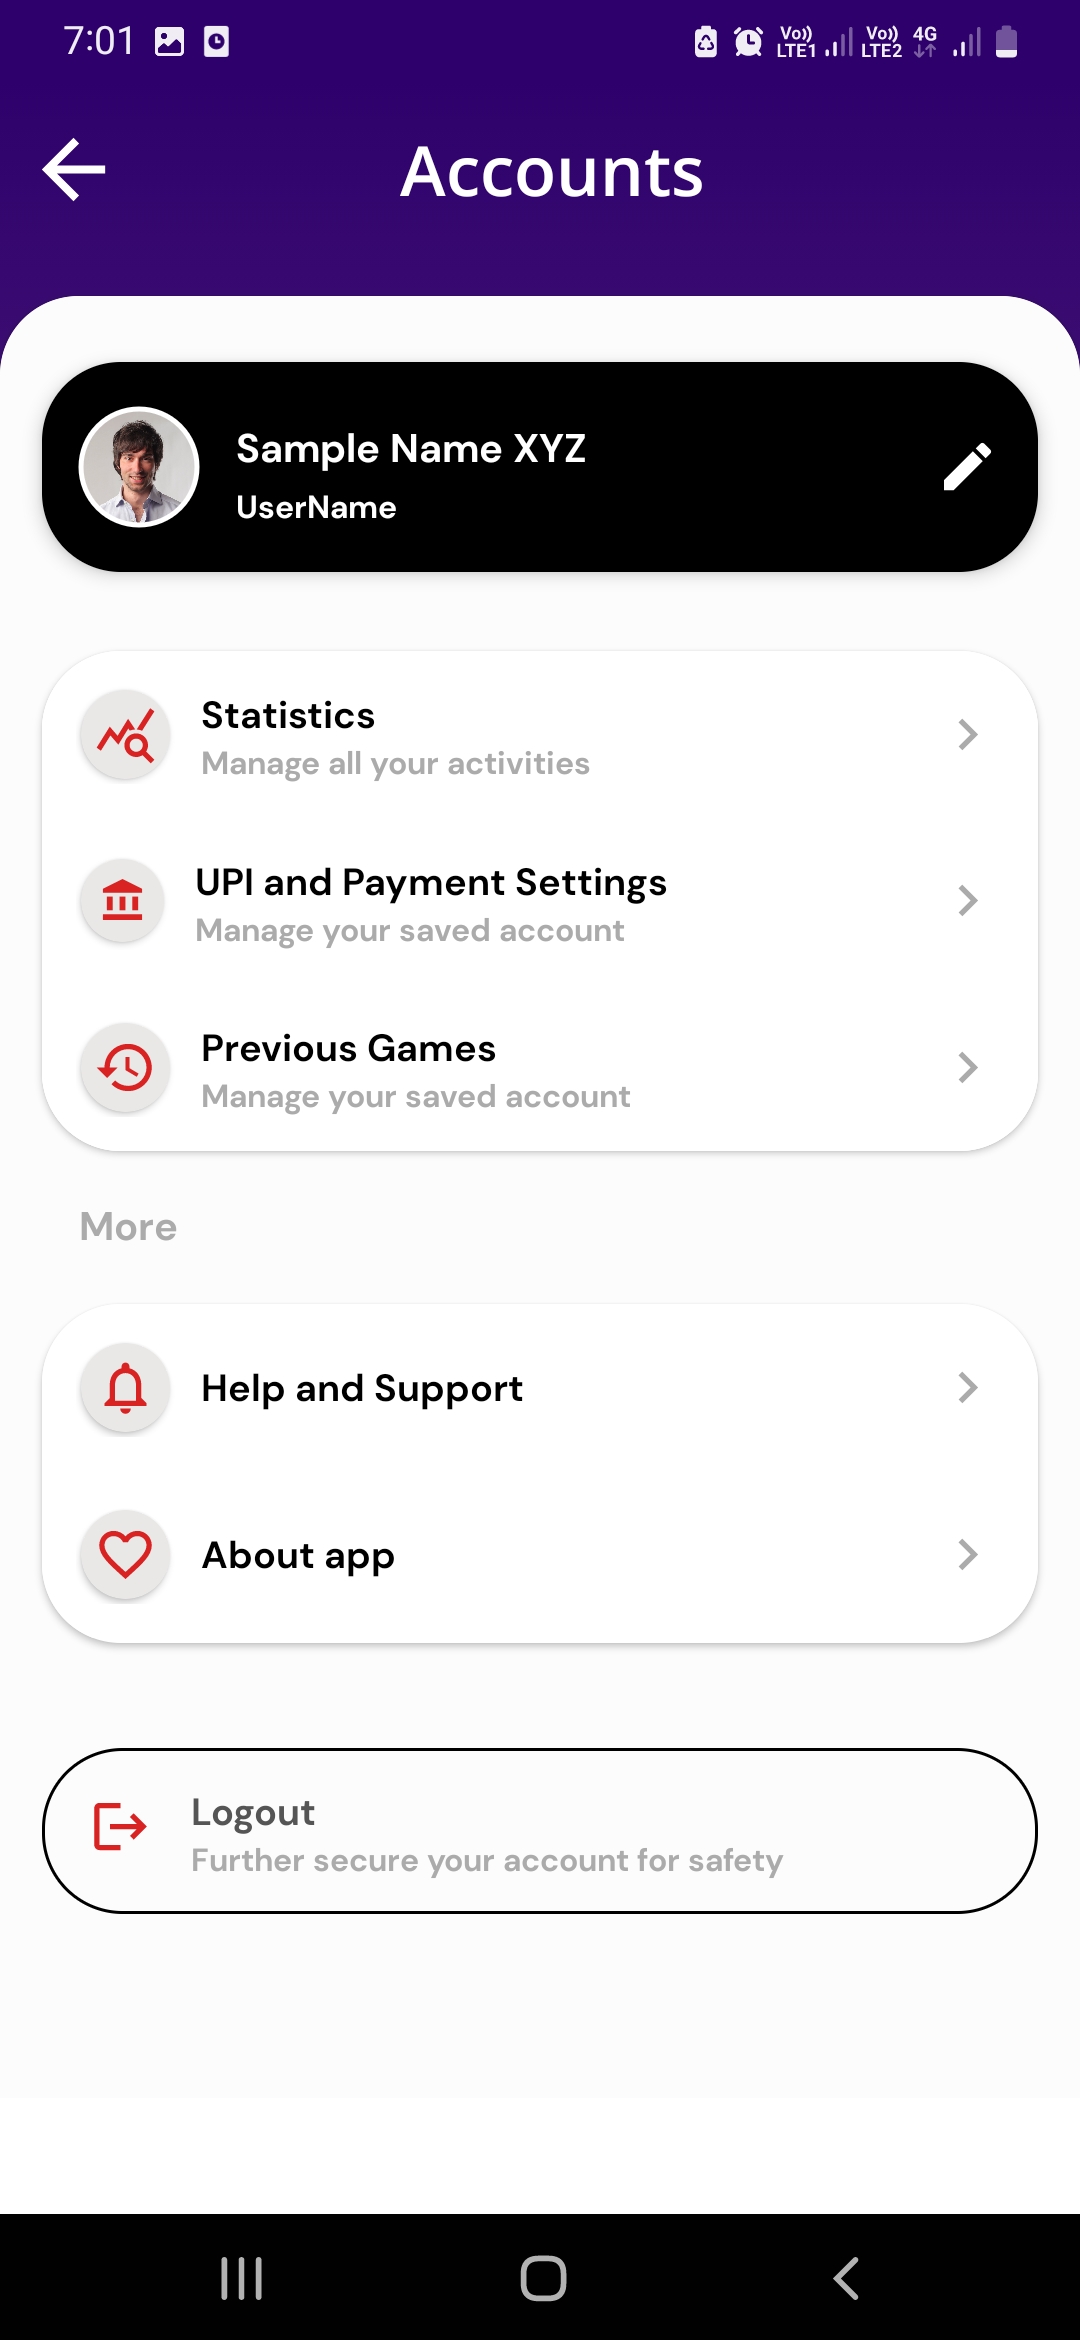 7:01 Vo)) LTE1 Vo)) LTE2 4G
Accounts
Sample Name XYZ
UserName
Statistics
Manage all your activities
UPI and Payment Settings
Manage your saved account
Previous Games
Manage your saved account
More
Help and Support
About app
Logout
Further secure your account for safety